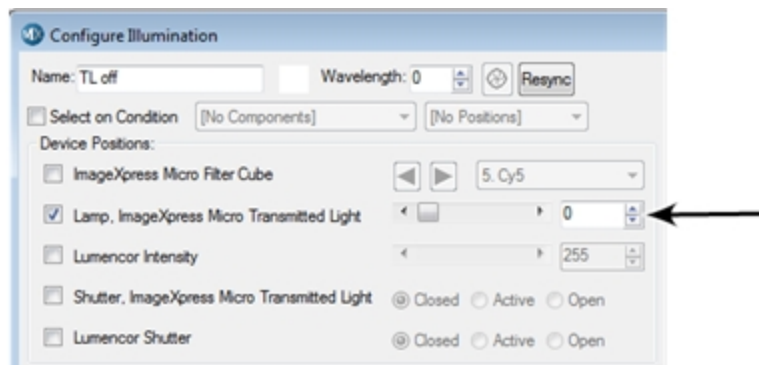 Configure Illumination
Name: TL off Wavelength: 0 Resync
Select on Condition [No Components] [No Positions]
Device Positions:
ImageXpress Micro Filter Cube 5. Cy5
Lamp, ImageXpress Micro Transmitted Light 0
Lumencor Intensity 255
Shutter, ImageXpress Micro Transmitted Light Closed Active Open
Lumencor Shutter Closed Active Open